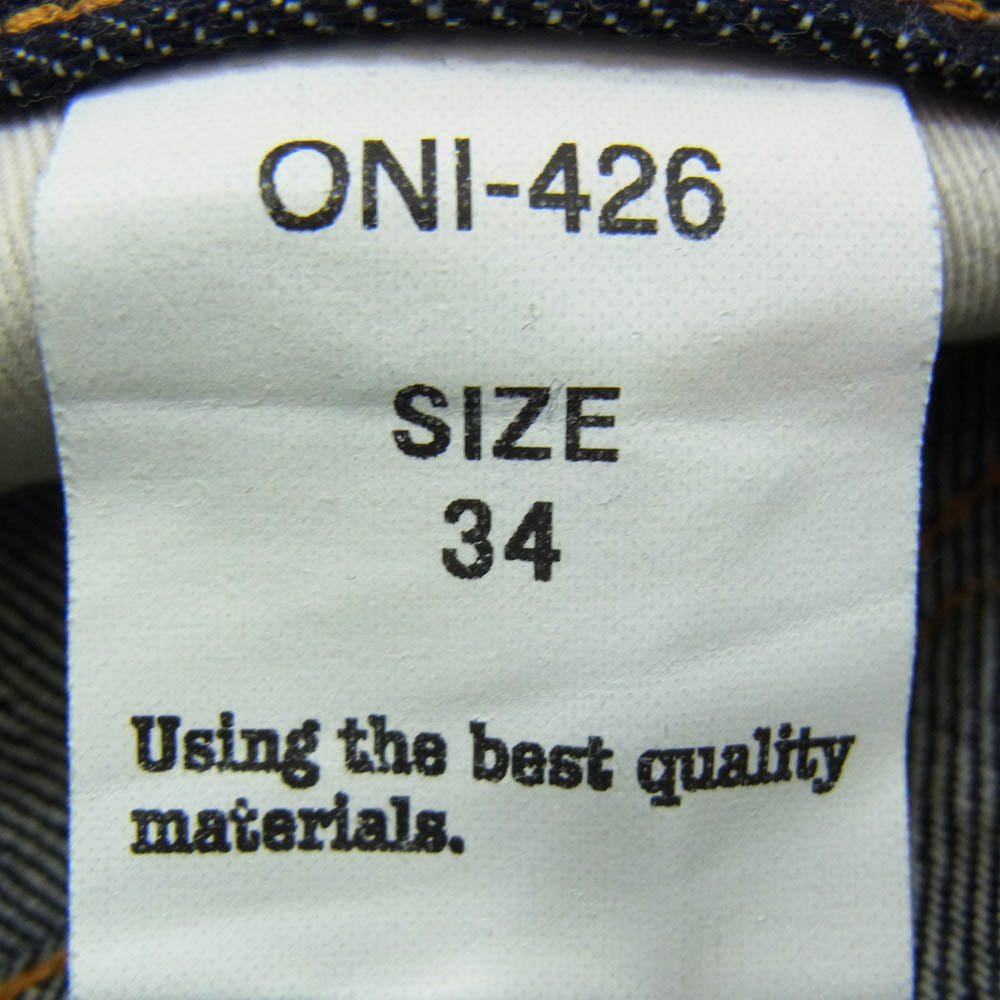 ONI-426
SIZE
34
Using the best quality
materials.